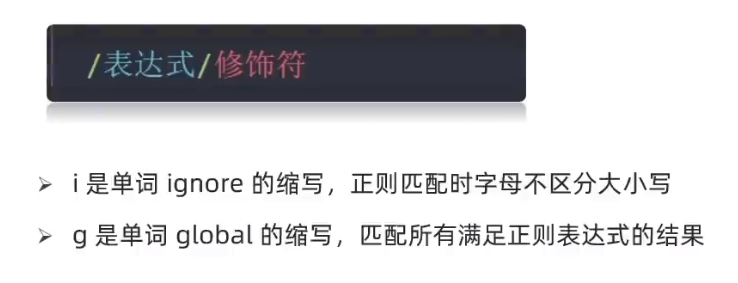 /表达式/修饰符
➢ i 是单词 ignore 的缩写，正则匹配时字母不区分大小写
➢ g 是单词 global 的缩写，匹配所有满足正则表达式的结果